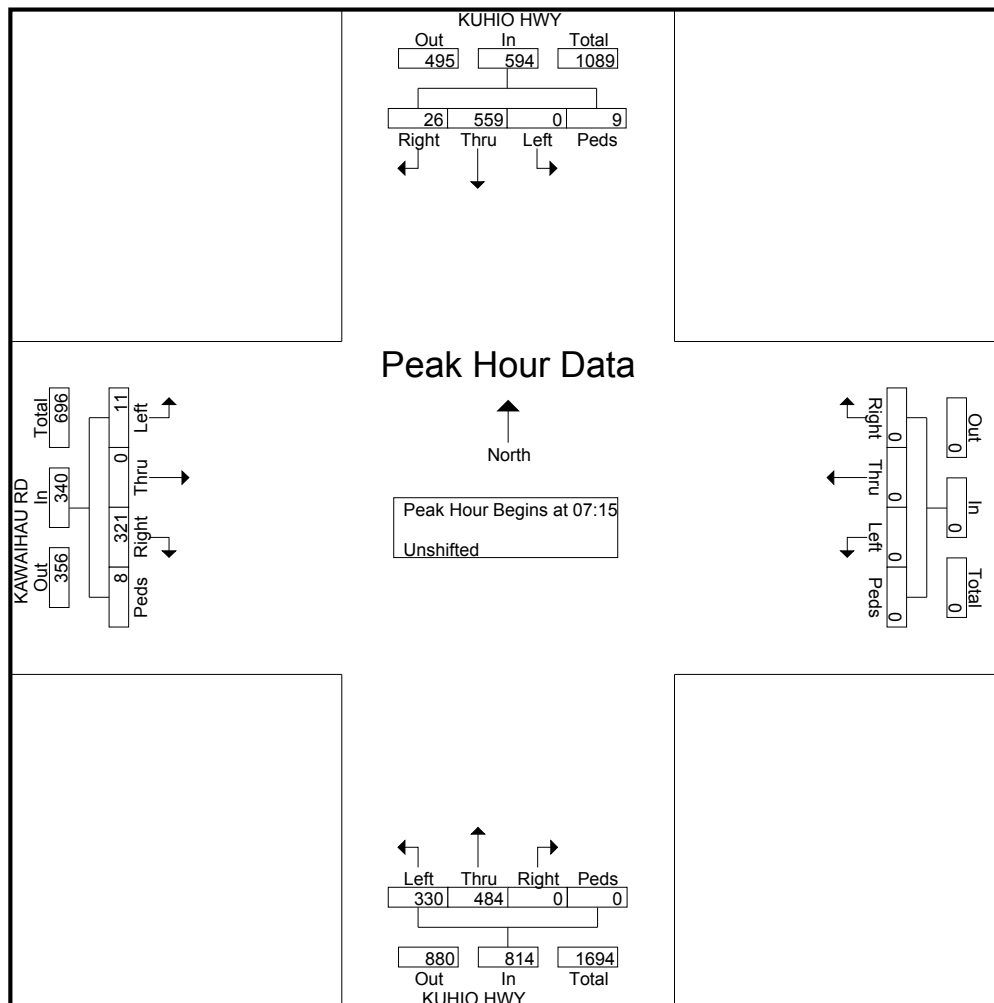 KUHIO HWY
Out In Total
495 594 1089
26 559 0 9
Right Thru Left Peds
Peak Hour Data
North
Peak Hour Begins at 07:15
Unshifted
KAWAIHAU RD
Out In Total
356 340 696
11 0 321 8
Left Thru Right Peds
Right Thru Left Peds
0 0 0 0
Out In Total
0 0 0
Left Thru Right Peds
330 484 0 0
880 814 1694
Out In Total
KUHIO HWY